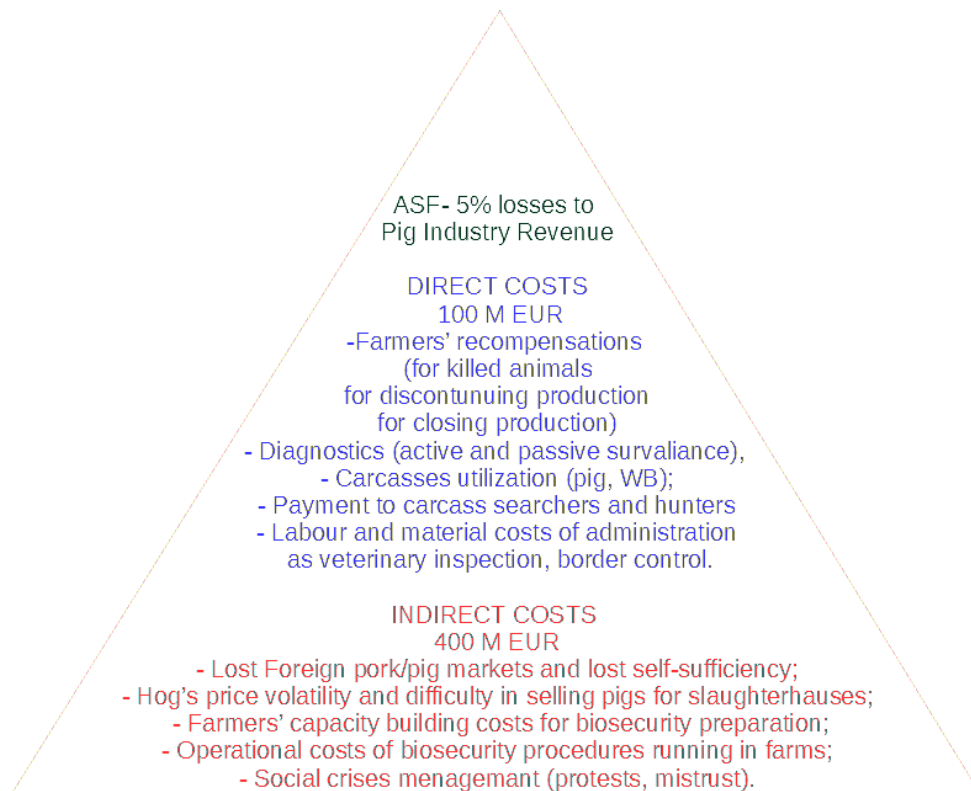 ASF- 5% losses to
Pig Industry Revenue
DIRECT COSTS
100 M EUR
-Farmers' recompensations
(for killed animals
for discontunuing production
for closing production)
- Diagnostics (active and passive survaliance),
- Carcasses utilization (pig, WB);
- Payment to carcass searchers and hunters
- Labour and material costs of administration
as veterinary inspection, border control.
INDIRECT COSTS
400 M EUR
- Lost Foreign pork/pig markets and lost self-sufficiency;
- Hog's price volatility and difficulty in selling pigs for slaughterhauses;
- Farmers' capacity building costs for biosecurity preparation;
- Operational costs of biosecurity procedures running in farms;
- Social crises menagemant (protests, mistrust).